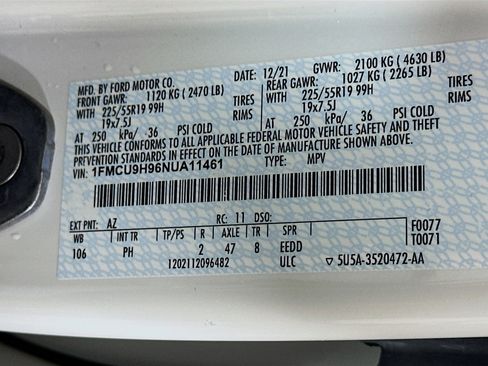 MFD. BY FORD MOTOR CO.
DATE: 12/21 GVWR: 2100 KG ( 4630 LB)
FRONT GAWR: 1120 KG ( 2470 LB) REAR GAWR: 1027 KG ( 2265 LB)
WITH 225/55R19 99H TIRES WITH 225/55R19 99H TIRES
19x7.5J RIMS 19x7.5J RIMS
AT 250 kPa/ 36 PSI COLD AT 250 kPa/ 36 PSI COLD
THIS VEHICLE CONFORMS TO ALL APPLICABLE FEDERAL MOTOR VEHICLE SAFETY, BUMPER, AND
THEFT PREVENTION STANDARDS IN EFFECT ON THE DATE OF MANUFACTURE SHOWN ABOVE.
VIN: 1FMCU9H96NUA11461 TYPE: MPV
F0077
T0071
EXT PNT: AZ RC: 11 DSO:
WB INT TR TP/PS R AXLE TR SPR
106 PH 2 47 8 EEDD
1202112096482 ULC ▽ 5U5A-3520472-AA